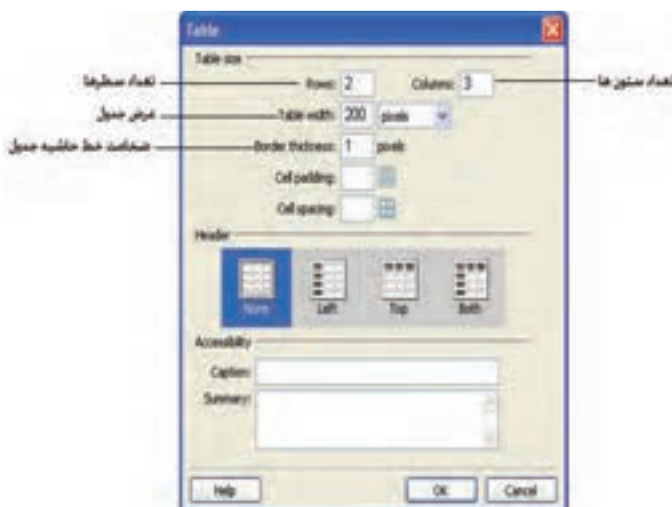 Table
Table size
تعداد سطرها
Rows: 2
Columns: 3
تعداد ستون ها
عرض جدول
Table width: 200 pixels
ضخامت خط حاشیه جدول
Border thickness: 1 pixels
Cell padding:
Cell spacing:
Header
None Left Top Both
Accessibility
Caption:
Summary:
Help OK Cancel